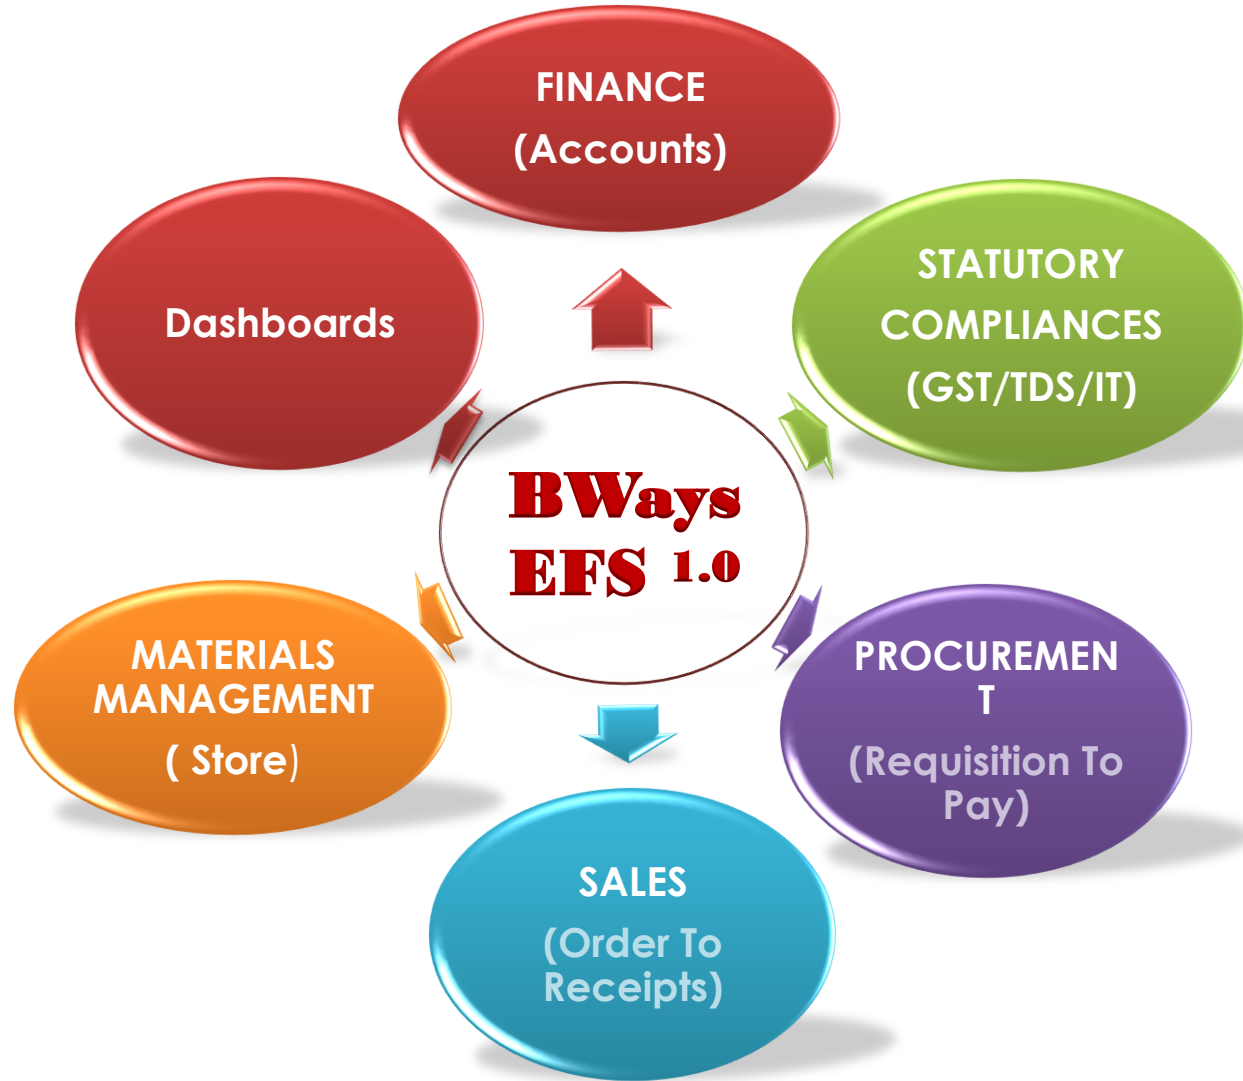 FINANCE
(Accounts)
STATUTORY
COMPLIANCES
(GST/TDS/IT)
Dashboards
BWays
EFS 1.0
MATERIALS
MANAGEMENT
( Store)
PROCUREMEN
T
(Requisition To
Pay)
SALES
(Order To
Receipts)